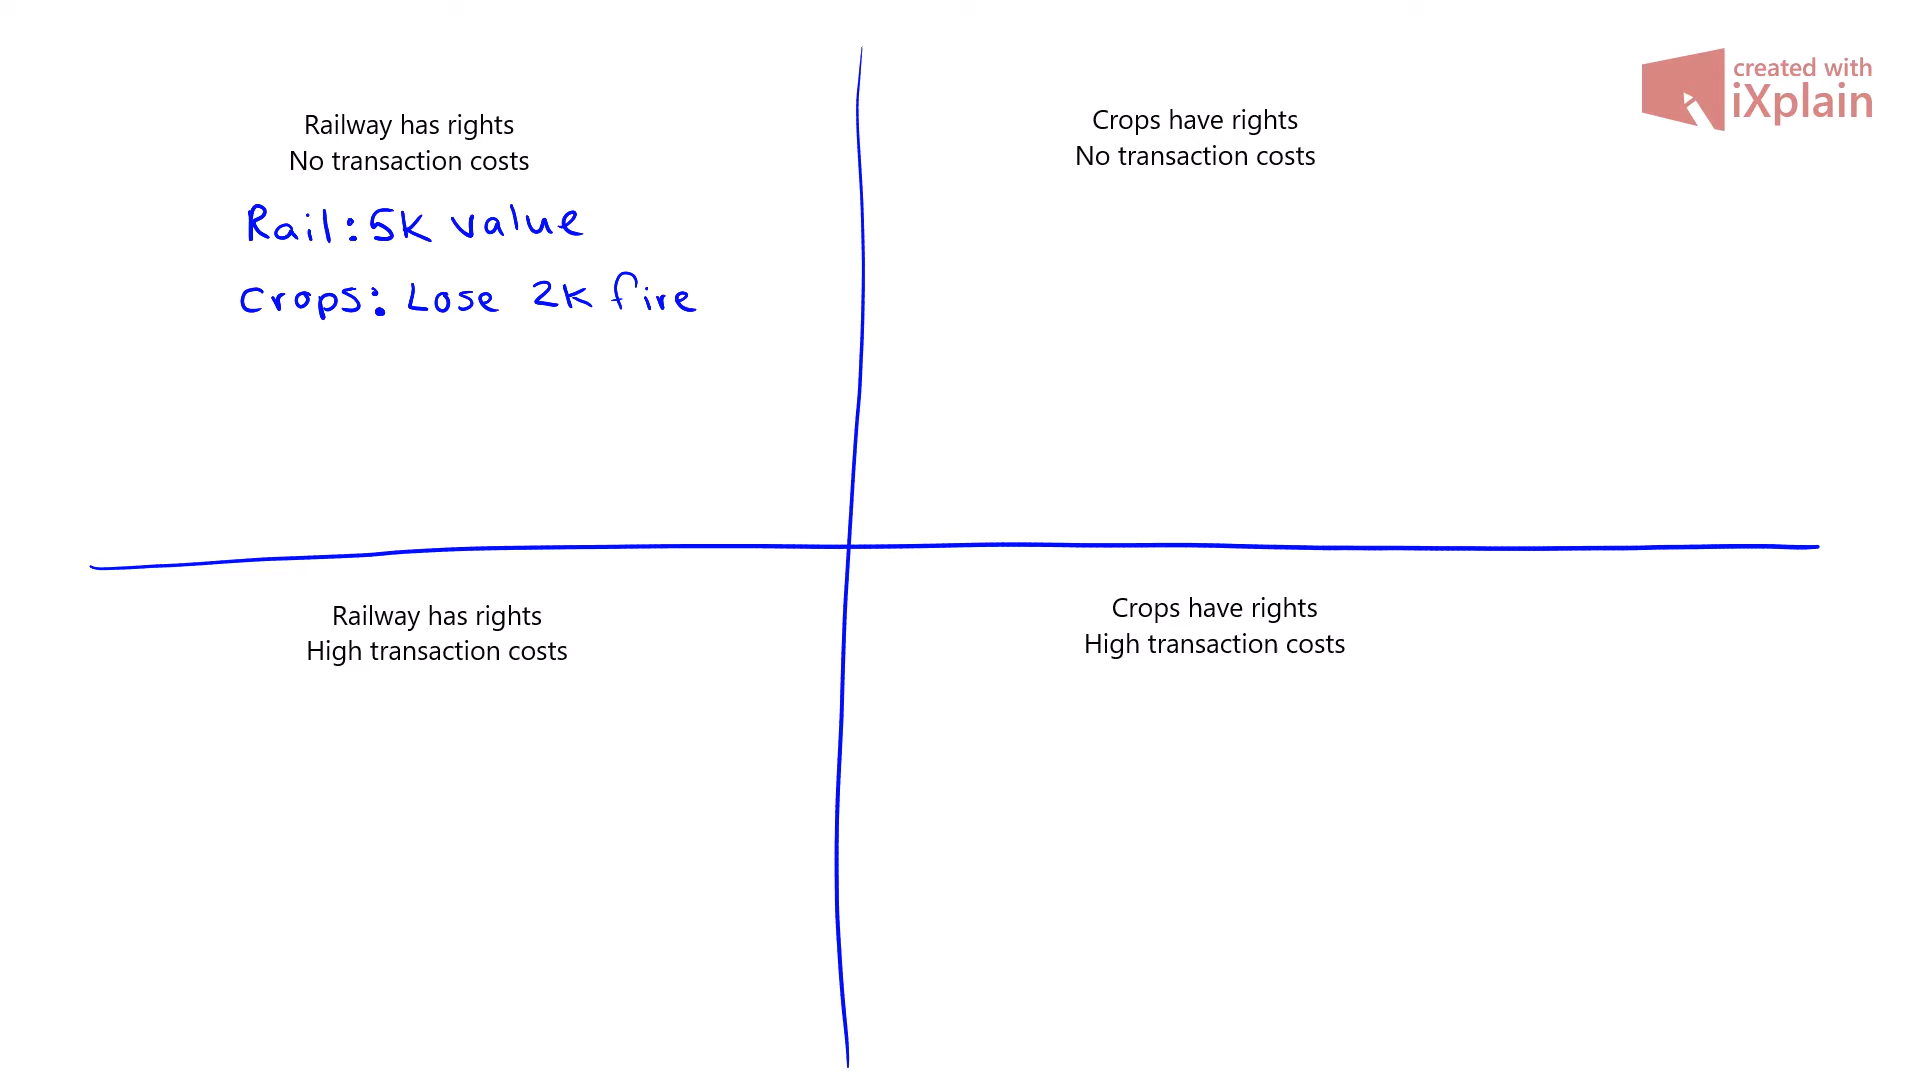 created with
iXplain
Railway has rights
No transaction costs
Rail: 5K value
Crops: Lose 2K fire
Crops have rights
No transaction costs
Railway has rights
High transaction costs
Crops have rights
High transaction costs